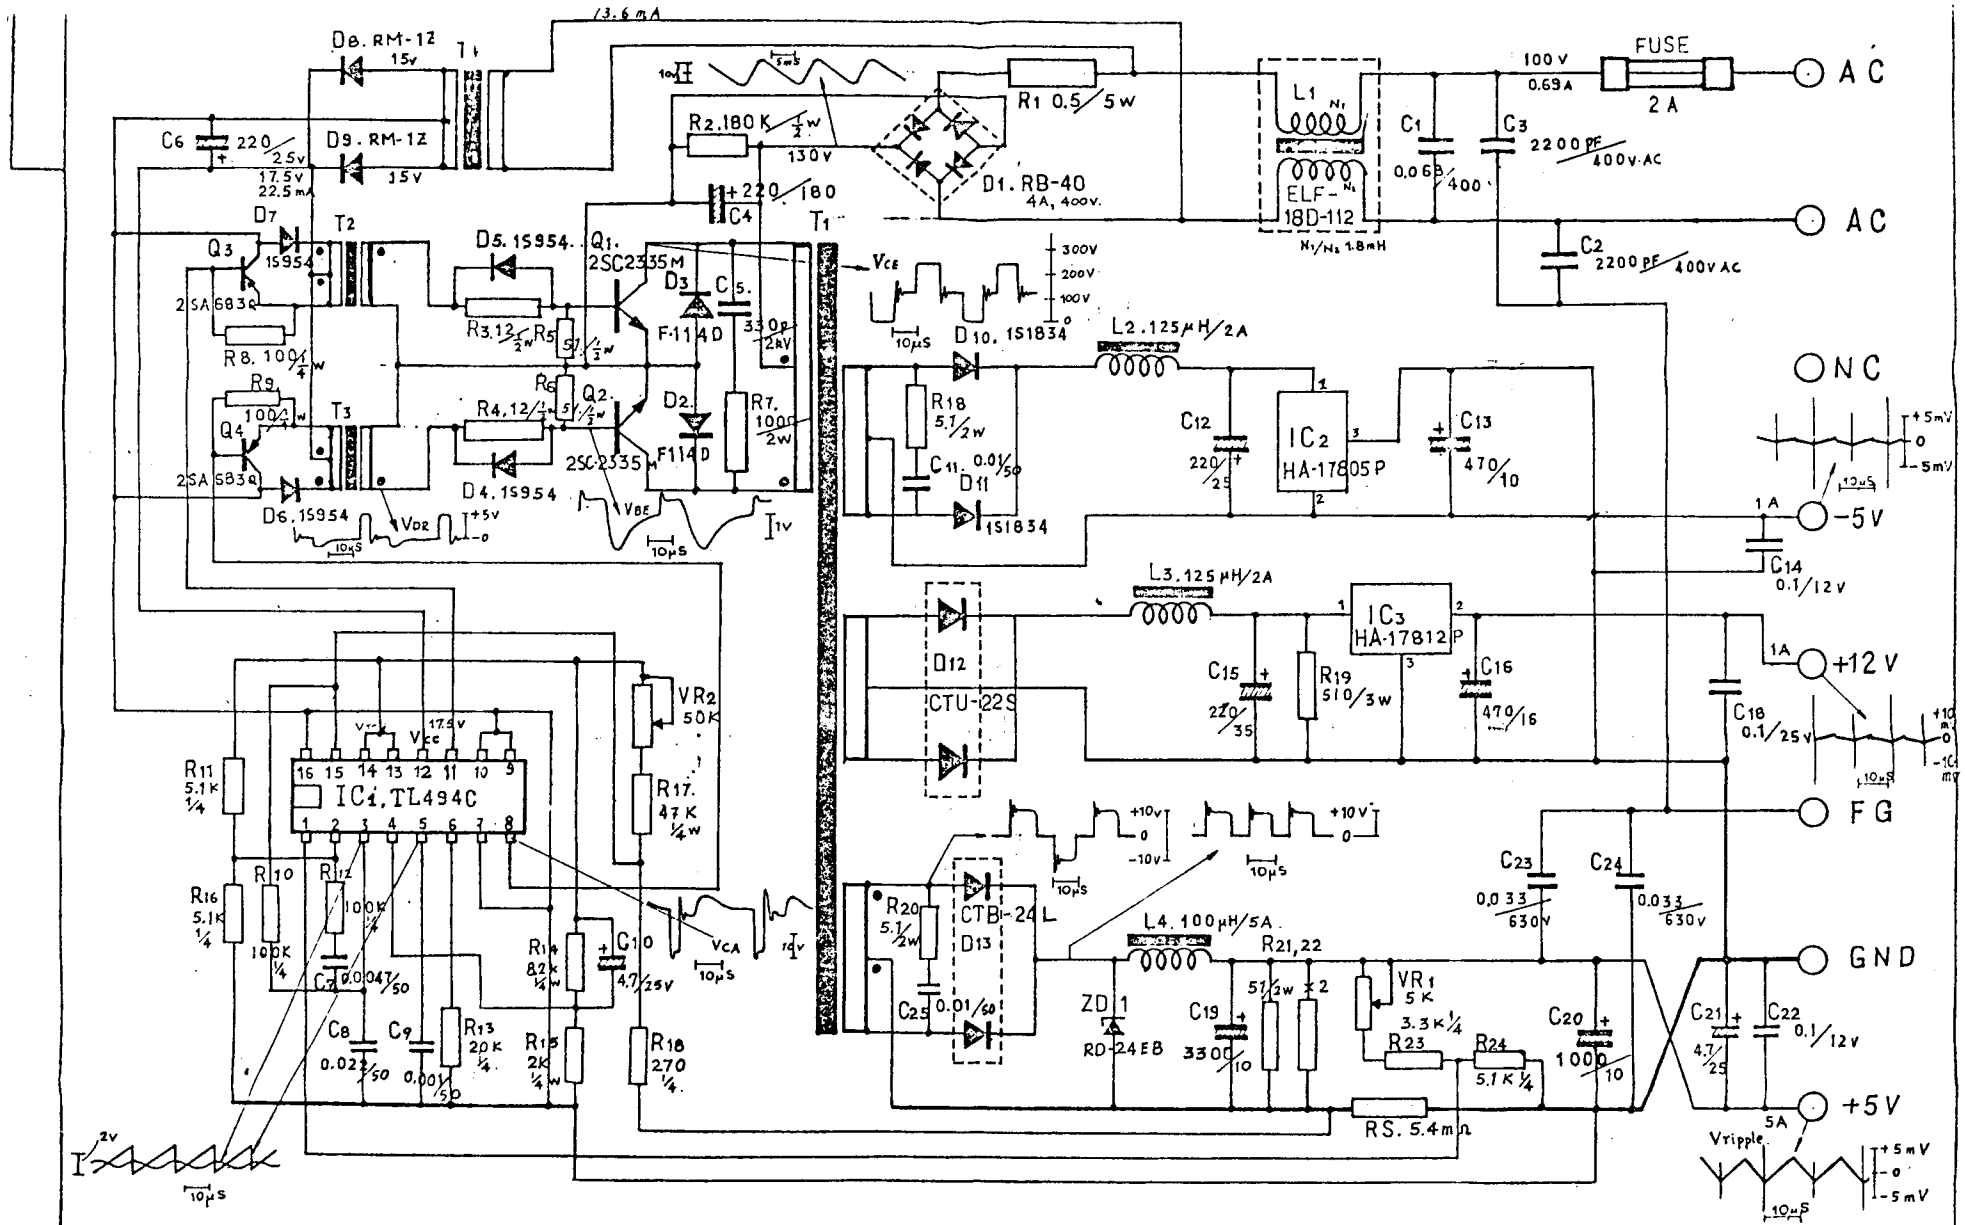 13.6 mA
D8. RM-1Z
15V
5mS
10V
R1 0.5/5W
FUSE
100V
0.69A
2A
AC
L1
N1
C1
0.068/400
C3
2200PF/400V.AC
C6
220/25V
+
17.5V
22.5mA
D9. RM-1Z
15V
R2.180K/½W
130V
D1. RB-40
4A, 400V.
+220/180
C4
ELF-
18D-112
N2
N1/N2 1.8mH
AC
C2
2200PF/400VAC
T1
D7
1S954
T2
Q3
2SA683Q
R8. 100/¼W
R9.
100/¼W
T3
Q4
2SA683Q
D6.1S954
VDR
+5V
0
10μS
D5.1S954.
R3.12/½W
R5
51/½W
R6
51/½W
R4.12/½W
D4.1S954
Q1.
2SC2335M
Q2.
2SC2335M
VBE
10μS
1V
D3
F114D
D2.
F114D
C5.
330P/2KV
R7.
100Ω/2W
VCE
300V
200V
100V
0
10μS
D10. 1S1834
L2.125μH/2A
R18
5.1/2W
C11. 0.01/50
D11
1S1834
C12
220/25
+
1
IC2
HA-17805P
3
2
C13
+
470/10
NC
+5mV
0
-5mV
10μS
1A
-5V
C14
0.1/12V
L3.125μH/2A
D12
CTU-22S
C15
+
220/35
R19
510/3W
1
IC3
HA-17812P
2
3
C16
+
470/16
1A
+12V
C18
0.1/25V
+10mV
0
-10mV
10μS
FG
VR2
50K
R17.
47K
¼W
VCC
17.5V
16 15 14 13 12 11 10 9
IC1. TL494C
1 2 3 4 5 6 7 8
R11
5.1K
¼
R16
5.1K
¼
R10
100K
¼
R12
100K
¼
C7
0.0047/50
C8
0.022/50
C9
0.001/50
R13
20K
¼
R14
8.2K
¼W
C10
+
4.7/25V
R15
2K
¼W
R18
270
¼
VCA
10μS
10V
2V
10μS
+10V
0
-10V
10μS
+10V
0
10μS
R20
5.1/2W
C25
0.01/50
CTB-24L
D13
L4.100μH/5A
ZD1
RD-24EB
C19
+
3300/10
R21,22
51/2W ×2
VR1
5K
3.3K¼
R23
R24
5.1K ¼
RS. 5.4mΩ
C23
0.033/630V
C24
0.033/630V
C20
+
1000/10
GND
C21
+
4.7/25
C22
0.1/12V
+5V
5A
Vripple
+5mV
0
-5mV
10μS